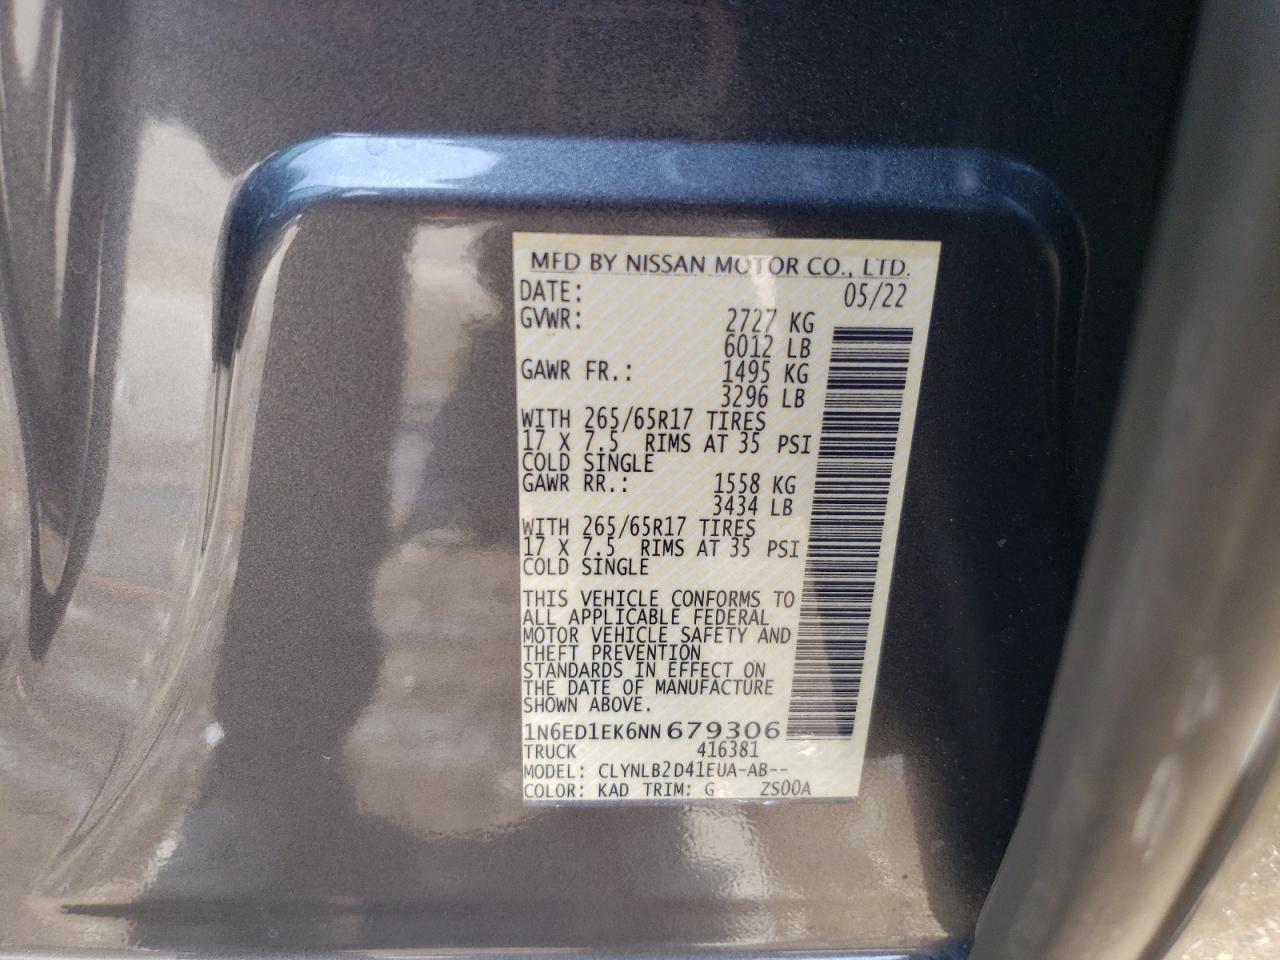 MFD BY NISSAN MOTOR CO., LTD.
DATE: 05/22
GVWR: 2727 KG
6012 LB
GAWR FR.: 1495 KG
3296 LB
WITH 265/65R17 TIRES
17 X 7.5 RIMS AT 35 PSI
COLD SINGLE
GAWR RR.: 1558 KG
3434 LB
WITH 265/65R17 TIRES
17 X 7.5 RIMS AT 35 PSI
COLD SINGLE
THIS VEHICLE CONFORMS TO
ALL APPLICABLE FEDERAL
MOTOR VEHICLE SAFETY AND
THEFT PREVENTION
STANDARDS IN EFFECT ON
THE DATE OF MANUFACTURE
SHOWN ABOVE.
1N6ED1EK6NN679306
TRUCK 416381
MODEL: CLYNLB2D41EUA-AB--
COLOR: KAD TRIM: G ZS00A